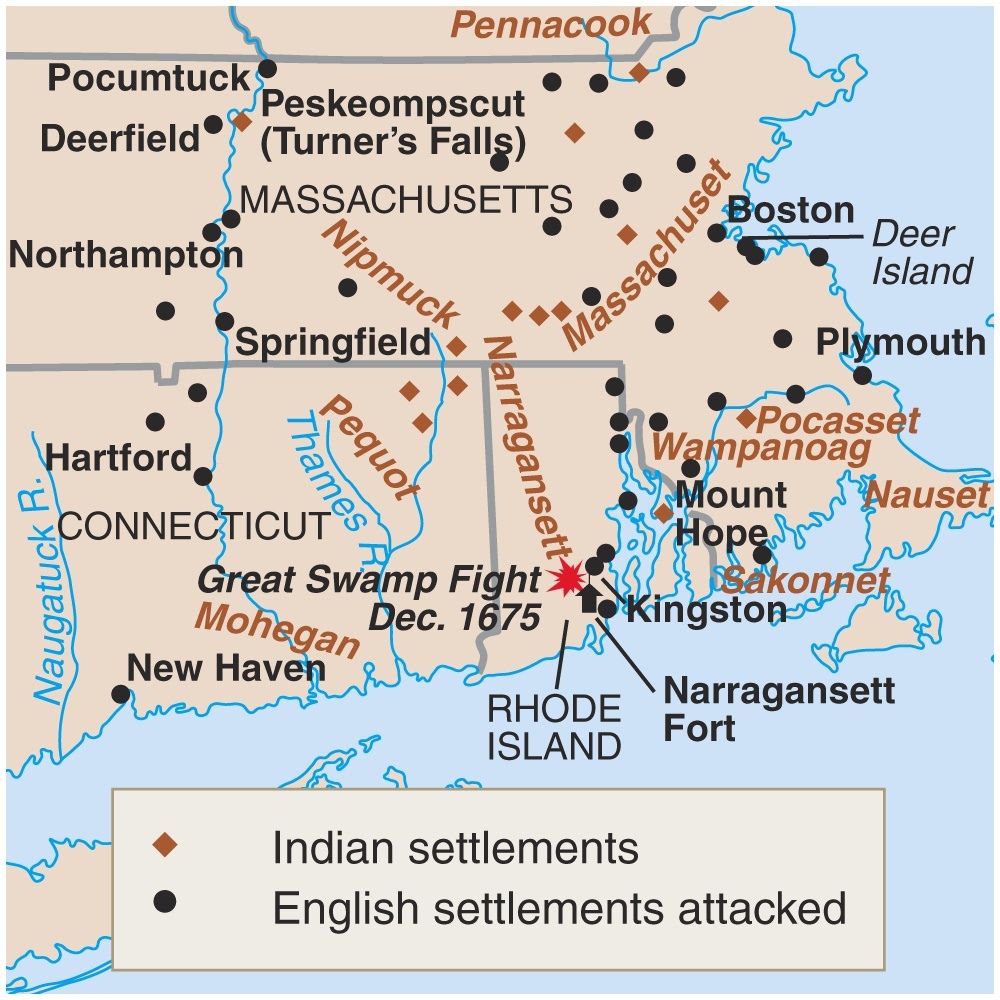 Pennacook
Pocumtuck
Peskeompscut
(Turner's Falls)
Deerfield
MASSACHUSETTS
Massachuset
Boston
Deer
Island
Northampton
Nipmuck
Springfield
Plymouth
Narragansett
Pequot
Thames R.
Pocasset
Wampanoag
Hartford
Nauset
Mount
Hope
Naugatuck R.
CONNECTICUT
Great Swamp Fight
Dec. 1675
Sakonnet
Kingston
Mohegan
New Haven
Narragansett
Fort
RHODE
ISLAND
Indian settlements
English settlements attacked